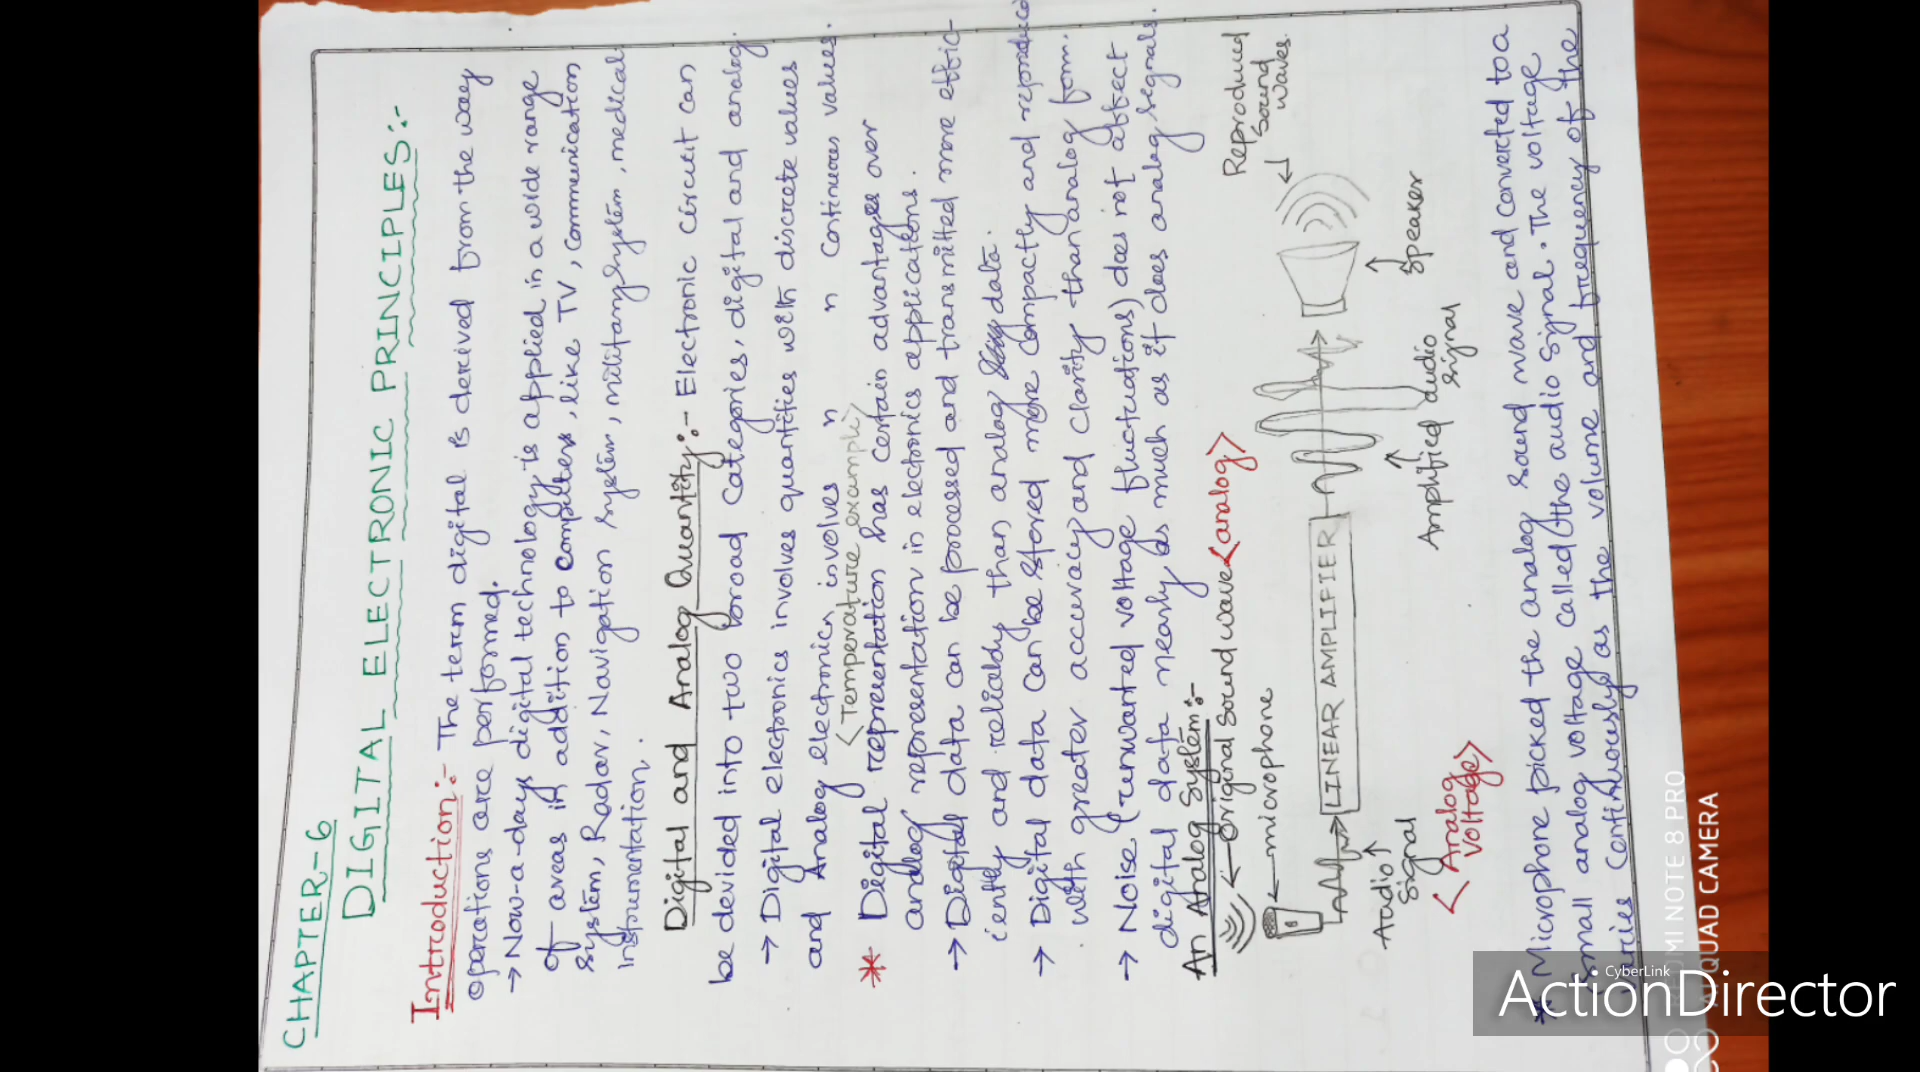 CHAPTER-6
DIGITAL ELECTRONIC PRINCIPLES:-
Introduction:- The term digital is derived from the way
operations are performed.
→ Now-a-days digital technology is applied in a wide range
of areas in addition to computers, like TV, communication
system, Radar, Navigation system, military system, medical
instrumentation.
Digital and Analog Quantity:- Electronic circuit can
be devided into two broad categories, digital and analog.
→ Digital electronics involves quantities with discrete values
and Analog electronics involves " " Continuous values.
<Temperature example>
* Digital representation has certain advantages over
analog representation in electronics applications.
→ Digital data can be processed and transmitted more effic-
iently and reliably than analog data.
→ Digital data can be stored more compactly and reproduced
with greater accuracy and clarity than analog form.
→ Noise (unwanted voltage fluctuations) does not affect
digital data nearly as much as it does analog signals.
An Analog System:-
← Original Sound wave <analog>
← microphone
Reproduced
Sound
waves.
LINEAR AMPLIFIER
Audio
Signal
Amplified audio
signal
Speaker
<Analog
voltage>
* Microphone picked the analog sound wave and converted to a
small analog voltage called the audio signal. The voltage
varies continuously as the volume and frequency of the
REDMI NOTE 8 PRO
AI QUAD CAMERA
CyberLink
ActionDirector